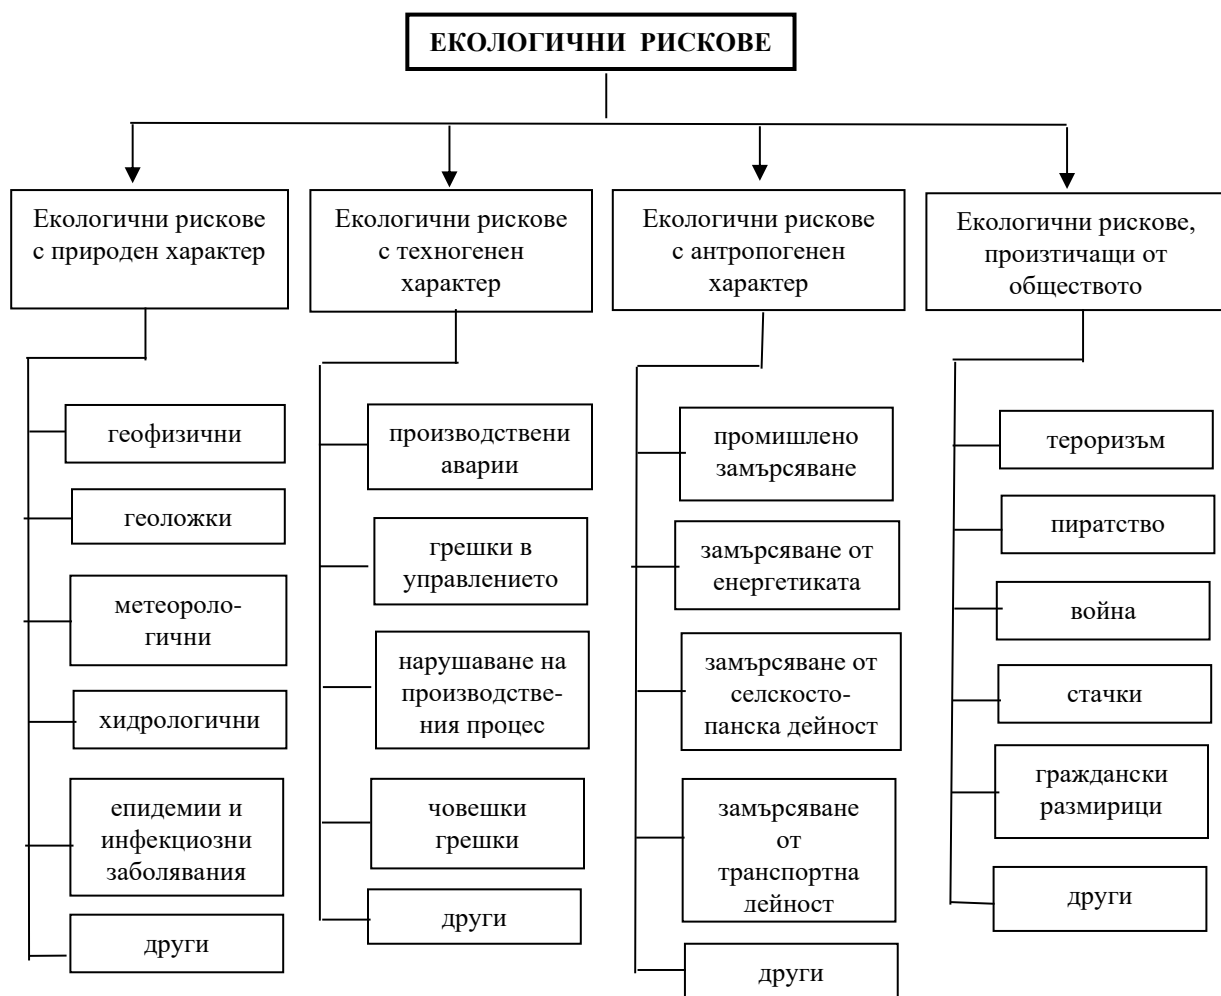 ЕКОЛОГИЧНИ РИСКОВЕ
Екологични рискове
с природен характер
Екологични рискове
с техногенен
характер
Екологични рискове
с антропогенен
характер
Екологични рискове,
произтичащи от
обществото
геофизични
геоложки
метеороло-
гични
хидрологични
епидемии и
инфекциозни
заболявания
други
производствени
аварии
грешки в
управлението
нарушаване на
производстве-
ния процес
човешки
грешки
други
промишлено
замърсяване
замърсяване от
енергетиката
замърсяване от
селскосто-
панска дейност
замърсяване
от
транспортна
дейност
други
тероризъм
пиратство
война
стачки
граждански
размирици
други